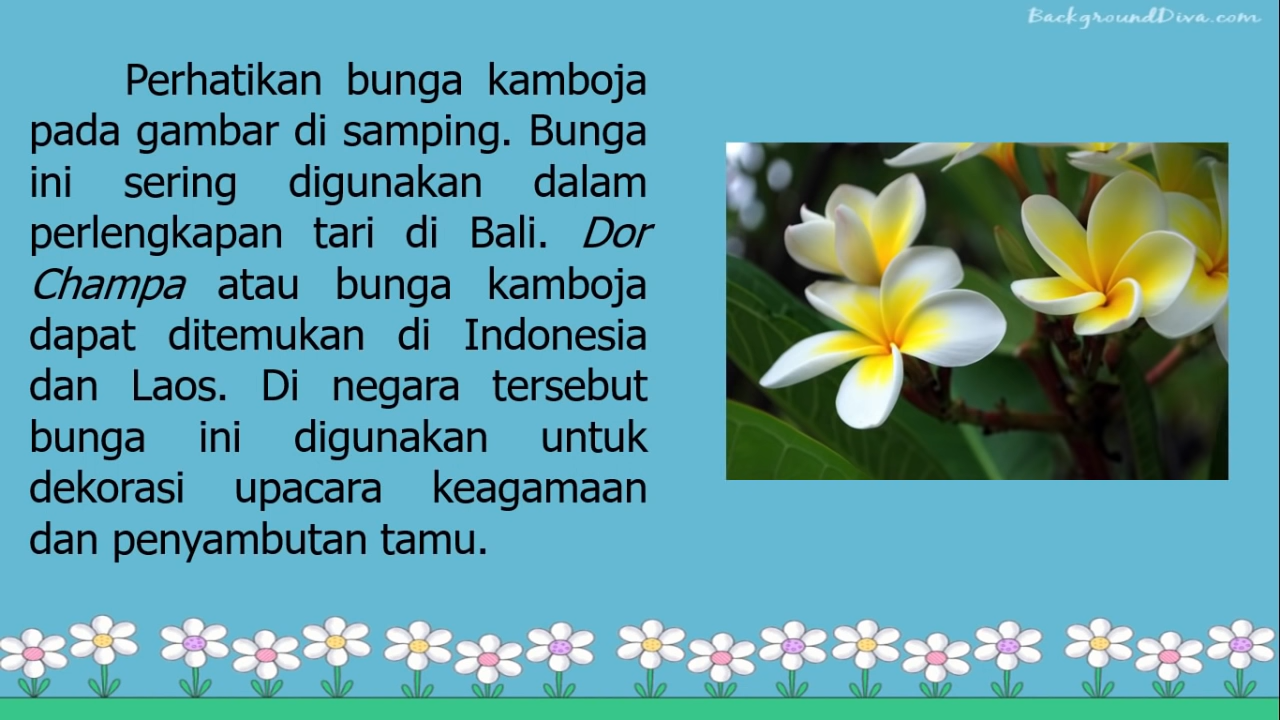 BackgroundDiva.com
Perhatikan bunga kamboja
pada gambar di samping. Bunga
ini sering digunakan dalam
perlengkapan tari di Bali. Dor
Champa atau bunga kamboja
dapat ditemukan di Indonesia
dan Laos. Di negara tersebut
bunga ini digunakan untuk
dekorasi upacara keagamaan
dan penyambutan tamu.